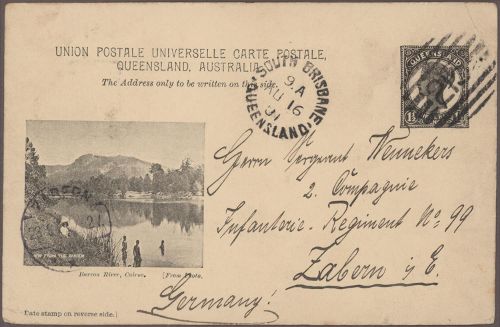 UNION POSTALE UNIVERSELLE CARTE POSTALE,
QUEENSLAND, AUSTRALIA.
The Address only to be written on this side.
SOUTH BRISBANE
9.A
AU 16
QUEENSLAND
QUEENSLAND
Herrn Sergeant Wennekers
2. Compagnie
Infanterie-Regiment No. 99
Zabern i/E.
Germany!
Barron River, Cairns. [From Photo.
Date stamp on reverse side.]